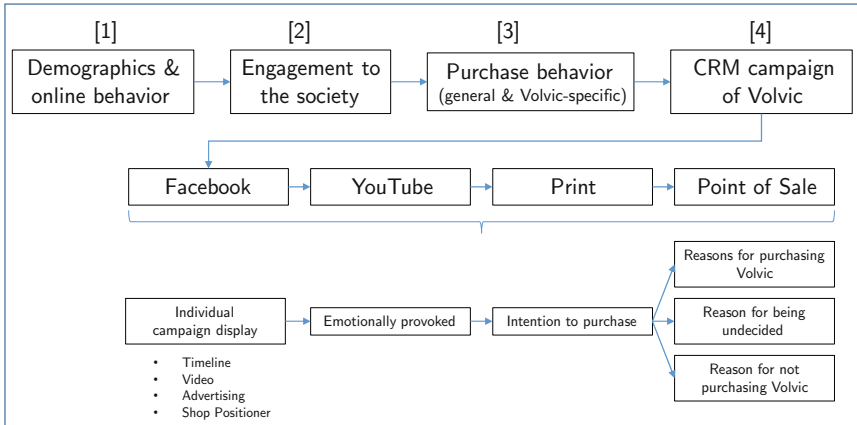 [1]
[2]
[3]
[4]
Demographics &
online behavior
Engagement to
the society
Purchase behavior
(general & Volvic-specific)
CRM campaign
of Volvic
Facebook
YouTube
Print
Point of Sale
Individual
campaign display
Emotionally provoked
Intention to purchase
Reasons for purchasing
Volvic
Reason for being
undecided
Reason for not
purchasing Volvic
• Timeline
• Video
• Advertising
• Shop Positioner